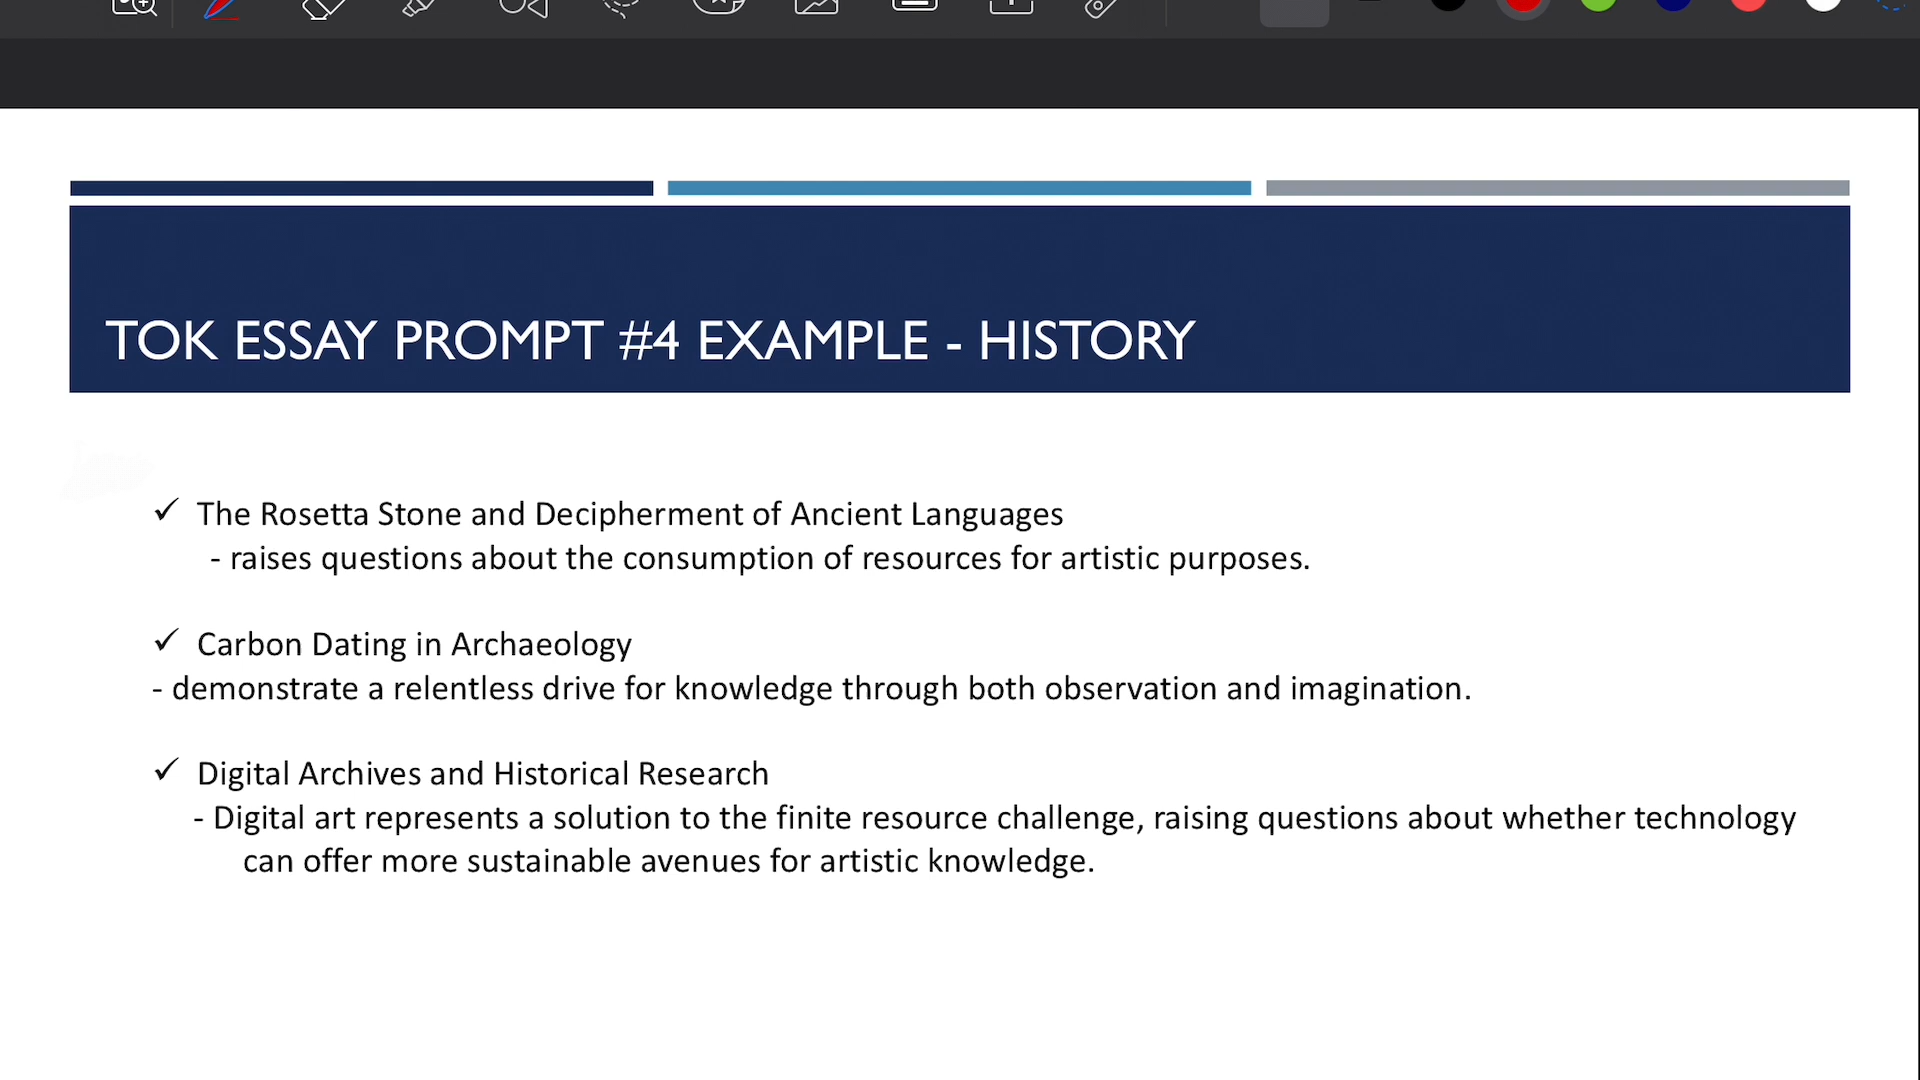 TOK ESSAY PROMPT #4 EXAMPLE - HISTORY
✓ The Rosetta Stone and Decipherment of Ancient Languages
- raises questions about the consumption of resources for artistic purposes.
✓ Carbon Dating in Archaeology
- demonstrate a relentless drive for knowledge through both observation and imagination.
✓ Digital Archives and Historical Research
- Digital art represents a solution to the finite resource challenge, raising questions about whether technology
can offer more sustainable avenues for artistic knowledge.